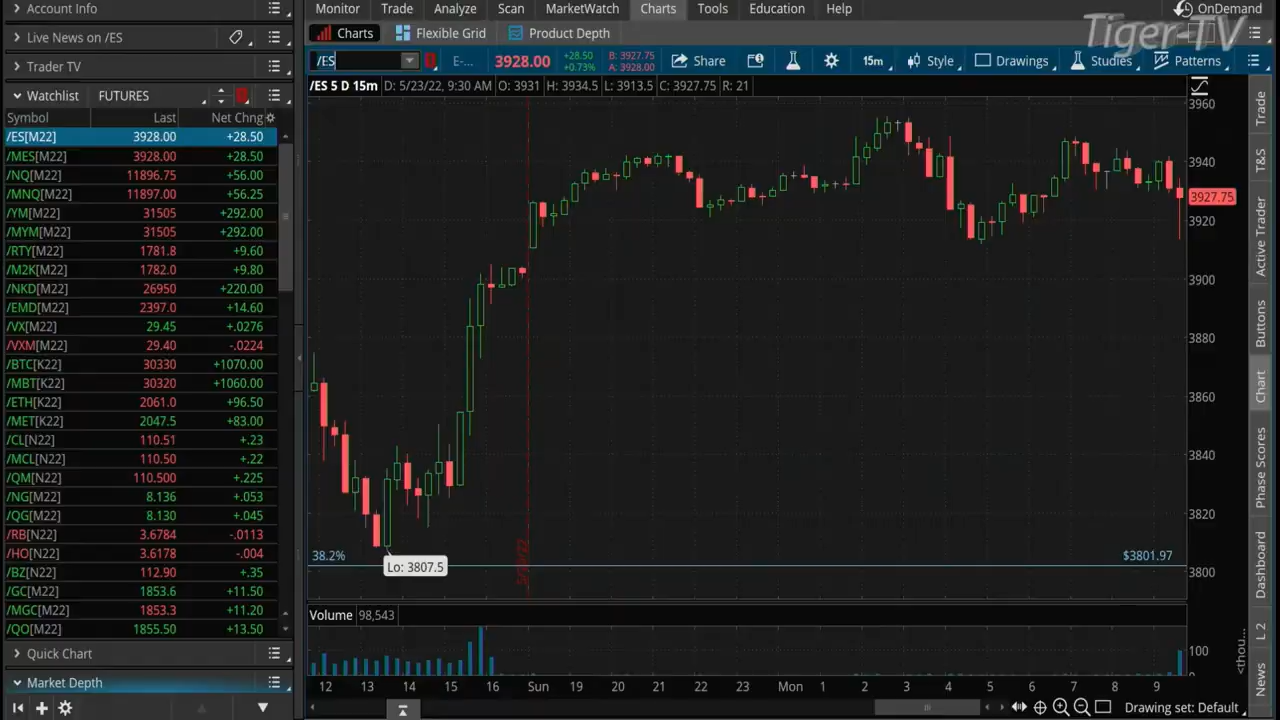 Account Info
Live News on /ES
Trader TV
Watchlist FUTURES
Symbol Last Net Chng
/ES[M22] 3928.00 +28.50
/MES[M22] 3928.00 +28.50
/NQ[M22] 11896.75 +56.00
/MNQ[M22] 11897.00 +56.25
/YM[M22] 31505 +292.00
/MYM[M22] 31505 +292.00
/RTY[M22] 1781.8 +9.60
/M2K[M22] 1782.0 +9.80
/NKD[M22] 26950 +220.00
/EMD[M22] 2397.0 +14.60
/VX[M22] 29.45 +.0276
/VXM[M22] 29.40 -.0224
/BTC[K22] 30330 +1070.00
/MBT[K22] 30320 +1060.00
/ETH[K22] 2061.0 +96.50
/MET[K22] 2047.5 +83.00
/CL[N22] 110.51 +.23
/MCL[N22] 110.50 +.22
/QM[N22] 110.500 +.225
/NG[M22] 8.136 +.053
/QG[M22] 8.130 +.045
/RB[N22] 3.6784 -.0113
/HO[N22] 3.6178 -.004
/BZ[N22] 112.90 +.35
/GC[M22] 1853.6 +11.50
/MGC[M22] 1853.3 +11.20
/QO[M22] 1855.50 +13.50
Quick Chart
Market Depth
Monitor Trade Analyze Scan MarketWatch Charts Tools Education Help
OnDemand
Tiger-TV
Charts Flexible Grid Product Depth
/ES E-... 3928.00 +28.50 +0.73% B: 3927.75 A: 3928.00 Share 15m Style Drawings Studies Patterns
/ES 5 D 15m D: 5/23/22, 9:30 AM O: 3931 H: 3934.5 L: 3913.5 C: 3927.75 R: 21
3960
3940
3927.75
3920
3900
3880
3860
3840
3820
3800
38.2% $3801.97
Lo: 3807.5
Volume 98,543
100
0
<thou...
12 13 14 15 16 Sun 19 20 21 22 23 Mon 1 2 3 4 5 6 7 8 9
Drawing set: Default
Trade
T&S
Active Trader
Buttons
Chart
Phase Scores
Dashboard
L 2
News